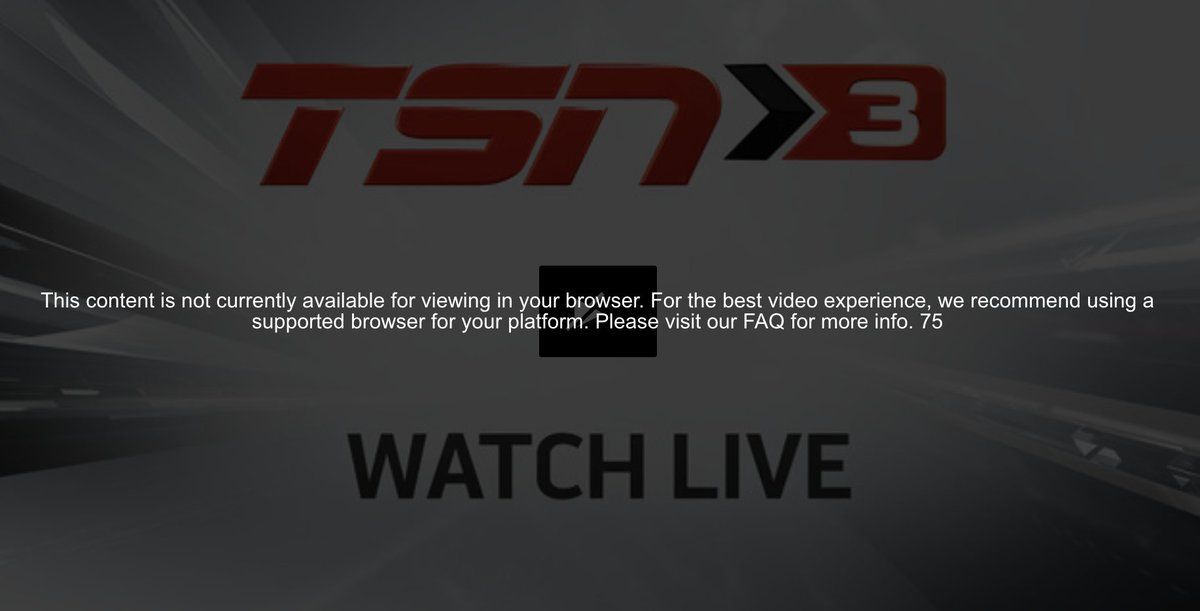 TSN 3
This content is not currently available for viewing in your browser. For the best video experience, we recommend using a
supported browser for your platform. Please visit our FAQ for more info. 75
WATCH LIVE